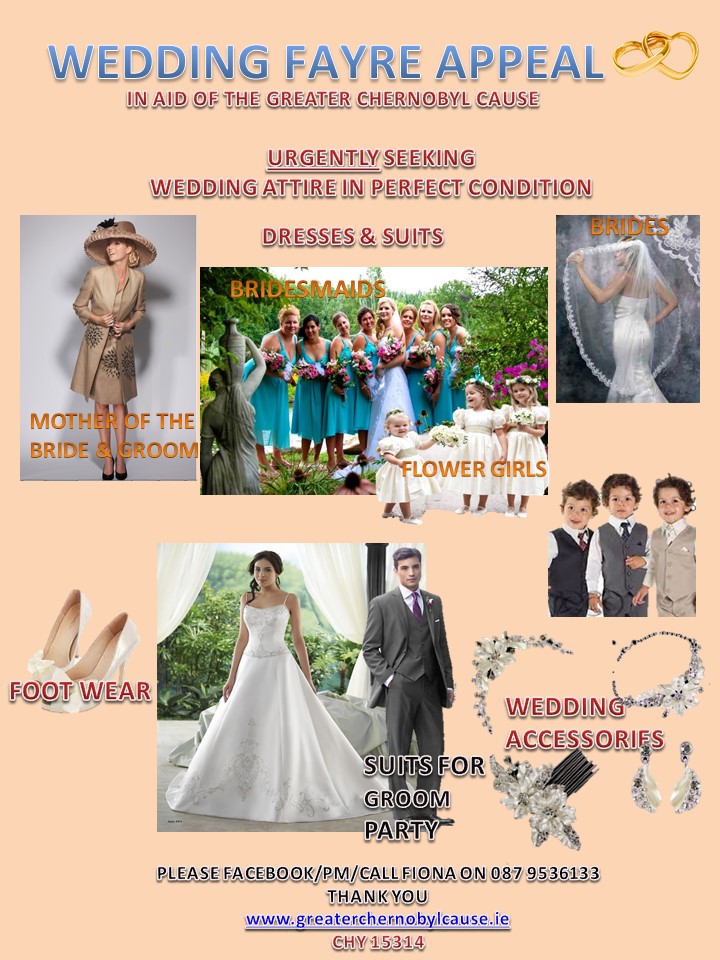 WEDDING FAYRE APPEAL
IN AID OF THE GREATER CHERNOBYL CAUSE
URGENTLY SEEKING
WEDDING ATTIRE IN PERFECT CONDITION
DRESSES & SUITS
BRIDES
BRIDESMAIDS
MOTHER OF THE
BRIDE & GROOM
FLOWER GIRLS
FOOT WEAR
WEDDING
ACCESSORIES
SUITS FOR
GROOM
PARTY
PLEASE FACEBOOK/PM/CALL FIONA ON 087 9536133
THANK YOU
www.greaterchernobylcause.ie
CHY 15314